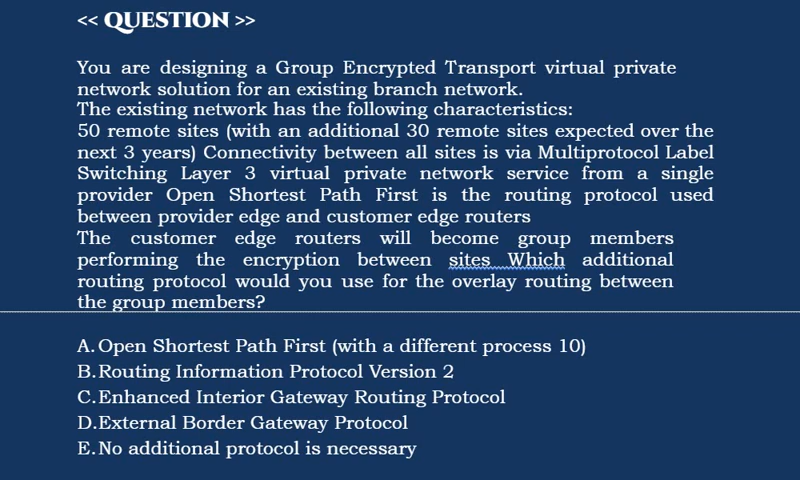 << QUESTION >>
You are designing a Group Encrypted Transport virtual private
network solution for an existing branch network.
The existing network has the following characteristics:
50 remote sites (with an additional 30 remote sites expected over the
next 3 years) Connectivity between all sites is via Multiprotocol Label
Switching Layer 3 virtual private network service from a single
provider Open Shortest Path First is the routing protocol used
between provider edge and customer edge routers
The customer edge routers will become group members
performing the encryption between sites Which additional
routing protocol would you use for the overlay routing between
the group members?
A. Open Shortest Path First (with a different process 10)
B. Routing Information Protocol Version 2
C. Enhanced Interior Gateway Routing Protocol
D. External Border Gateway Protocol
E. No additional protocol is necessary